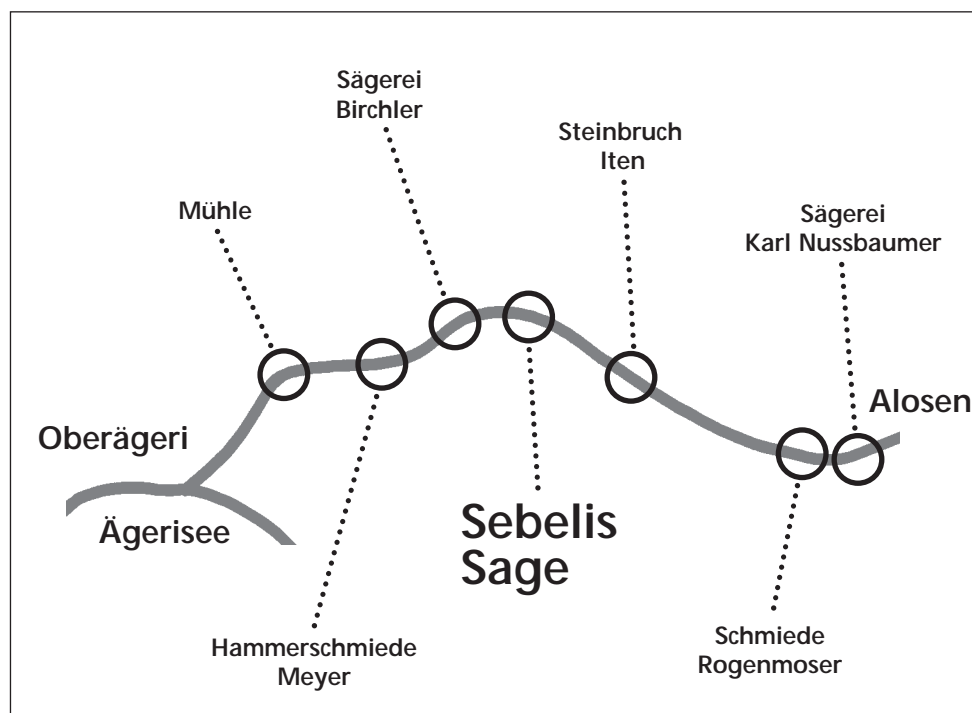 Sägerei
Birchler
Steinbruch
Iten
Mühle
Sägerei
Karl Nussbaumer
Alosen
Oberägeri
Ägerisee
Sebelis
Sage
Hammerschmiede
Meyer
Schmiede
Rogenmoser